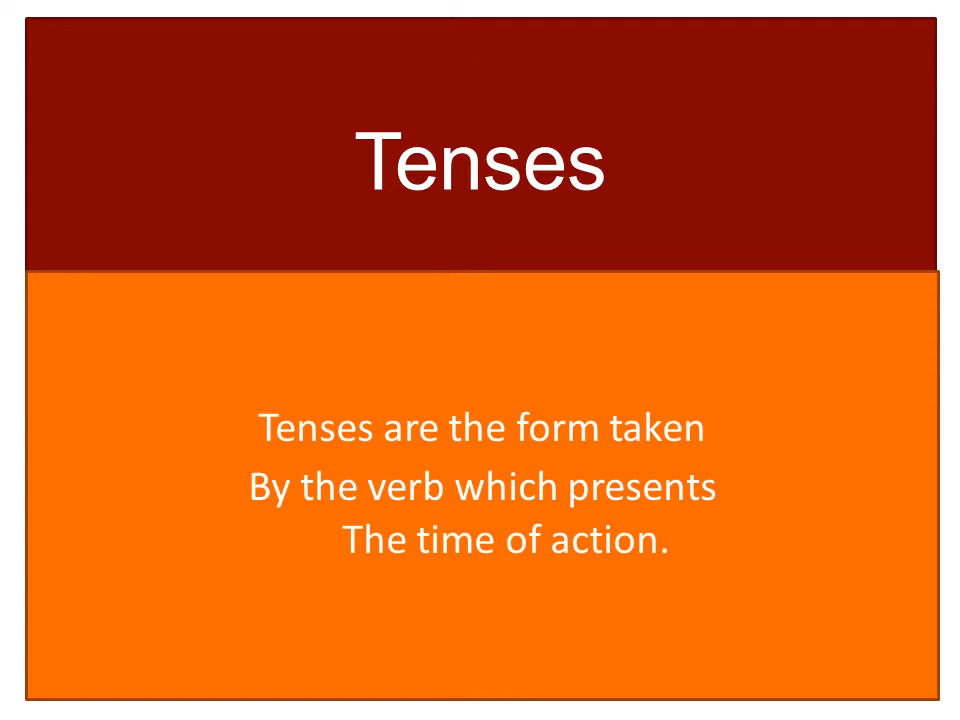 Tenses
Tenses are the form taken
By the verb which presents
The time of action.